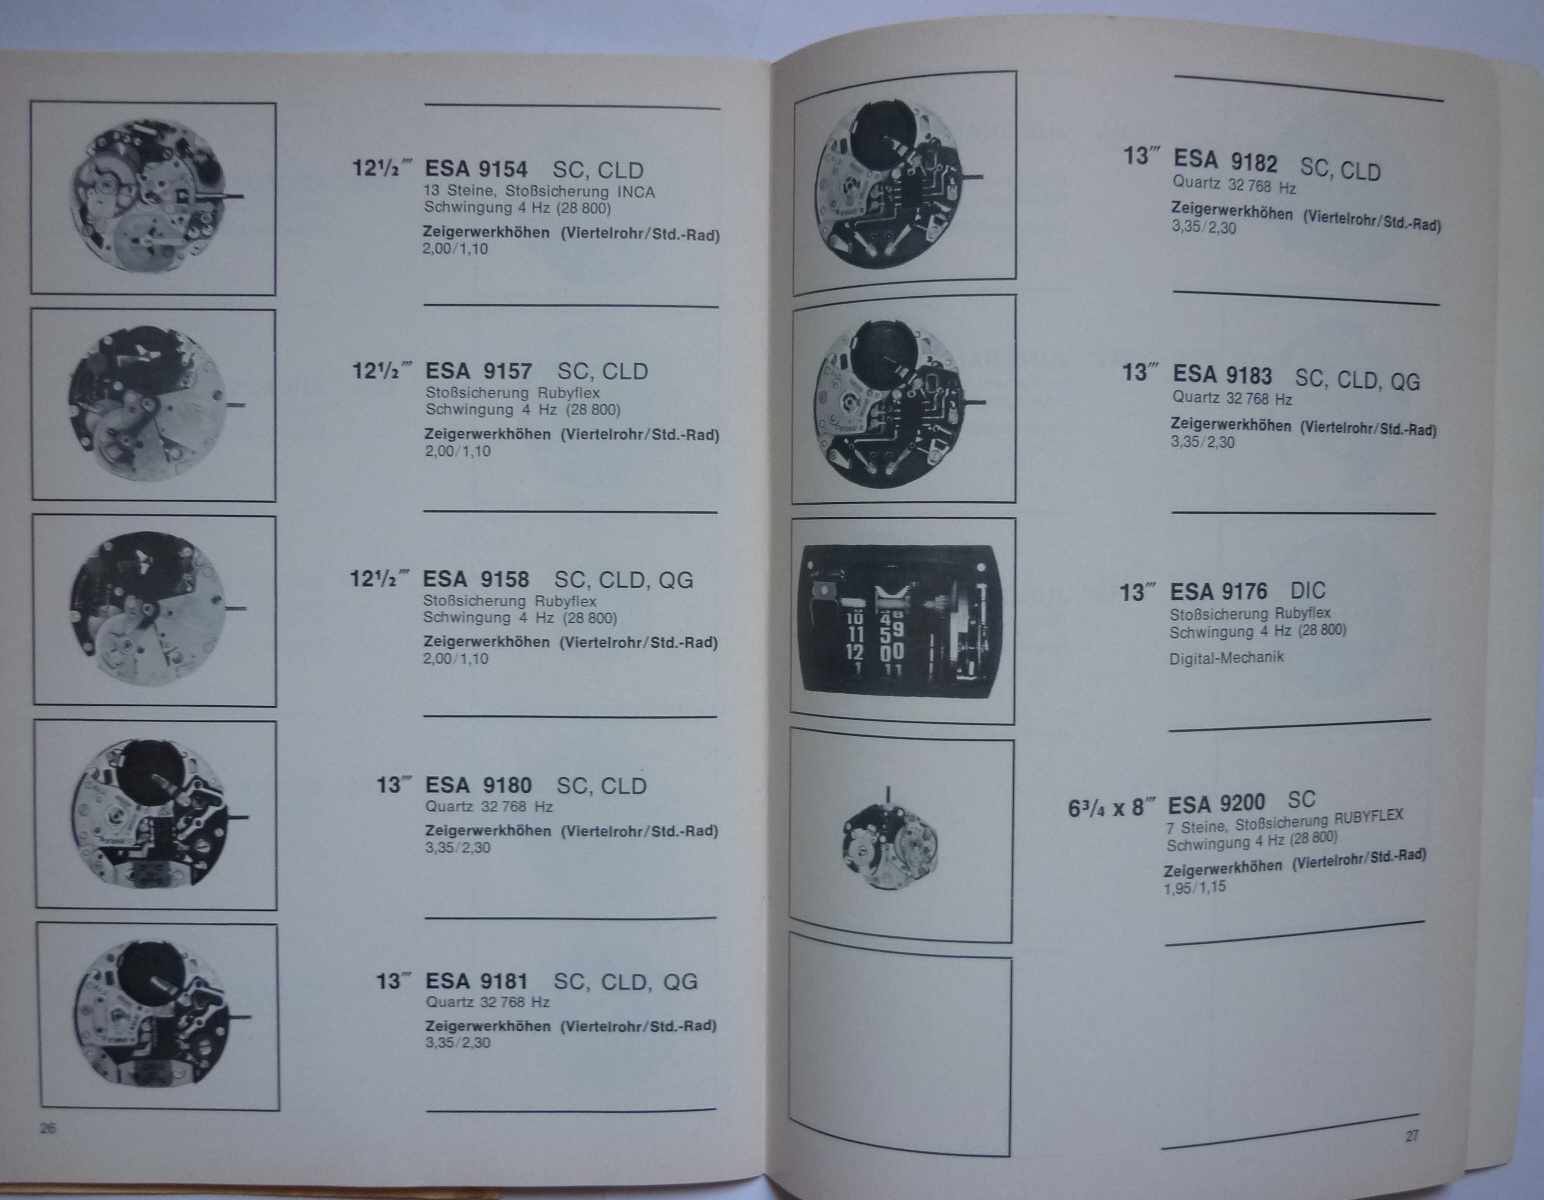 12½‴ ESA 9154 SC, CLD
13 Steine, Stoßsicherung INCA
Schwingung 4 Hz (28 800)
Zeigerwerkhöhen (Viertelrohr/Std.-Rad)
2,00/1,10
12½‴ ESA 9157 SC, CLD
Stoßsicherung Rubyflex
Schwingung 4 Hz (28 800)
Zeigerwerkhöhen (Viertelrohr/Std.-Rad)
2,00/1,10
12½‴ ESA 9158 SC, CLD, QG
Stoßsicherung Rubyflex
Schwingung 4 Hz (28 800)
Zeigerwerkhöhen (Viertelrohr/Std.-Rad)
2,00/1,10
13‴ ESA 9180 SC, CLD
Quartz 32 768 Hz
Zeigerwerkhöhen (Viertelrohr/Std.-Rad)
3,35/2,30
13‴ ESA 9181 SC, CLD, QG
Quartz 32 768 Hz
Zeigerwerkhöhen (Viertelrohr/Std.-Rad)
3,35/2,30
26
13‴ ESA 9182 SC, CLD
Quartz 32 768 Hz
Zeigerwerkhöhen (Viertelrohr/Std.-Rad)
3,35/2,30
13‴ ESA 9183 SC, CLD, QG
Quartz 32 768 Hz
Zeigerwerkhöhen (Viertelrohr/Std.-Rad)
3,35/2,30
10 48
11 59
12 00
1 11
13‴ ESA 9176 DIC
Stoßsicherung Rubyflex
Schwingung 4 Hz (28 800)
Digital-Mechanik
6¾ x 8‴ ESA 9200 SC
7 Steine, Stoßsicherung RUBYFLEX
Schwingung 4 Hz (28 800)
Zeigerwerkhöhen (Viertelrohr/Std.-Rad)
1,95/1,15
27